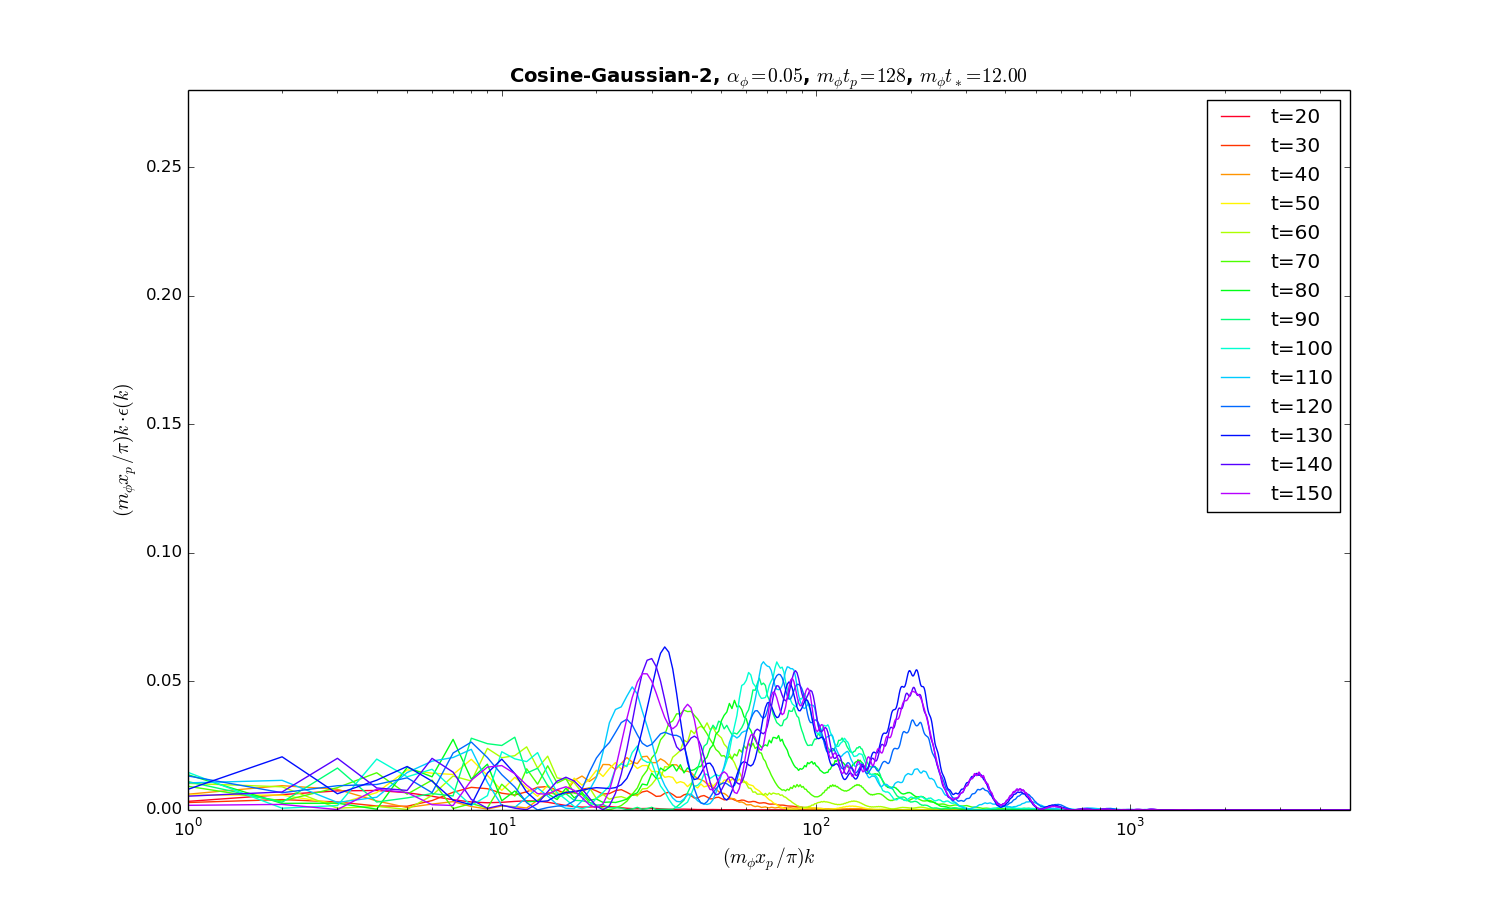 Cosine-Gaussian-2, α_ϕ=0.05, m_ϕt_p=128, m_ϕt_*=12.00
t=20
t=30
t=40
t=50
t=60
t=70
t=80
t=90
t=100
t=110
t=120
t=130
t=140
t=150
0.25
0.20
0.15
0.10
0.05
0.00
(m_ϕx_p/π)k·ϵ(k)
10^0 10^1 10^2 10^3
(m_ϕx_p/π)k